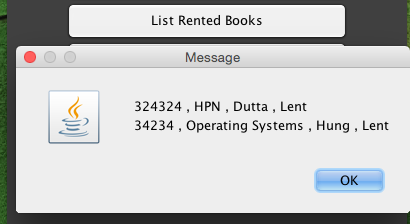 List Rented Books
Message
324324 , HPN , Dutta , Lent
34234 , Operating Systems , Hung , Lent
OK